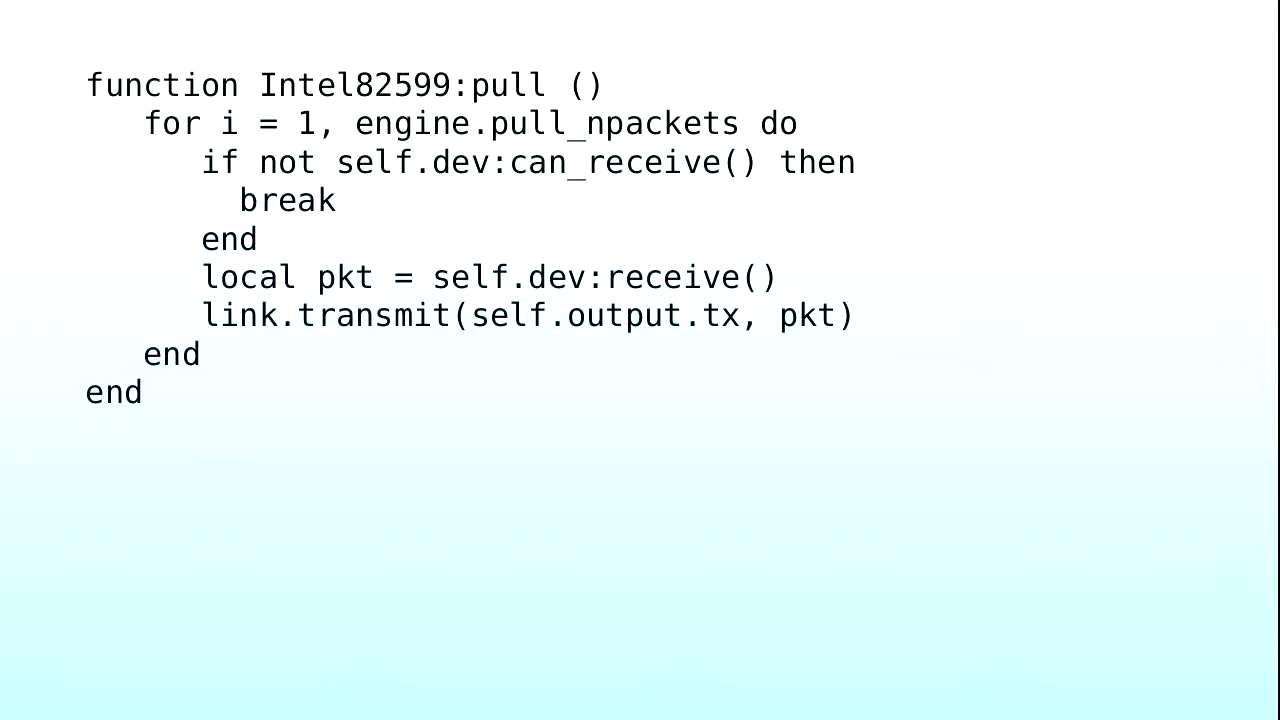 function Intel82599:pull ()
   for i = 1, engine.pull_npackets do
      if not self.dev:can_receive() then
        break
      end
      local pkt = self.dev:receive()
      link.transmit(self.output.tx, pkt)
   end
end